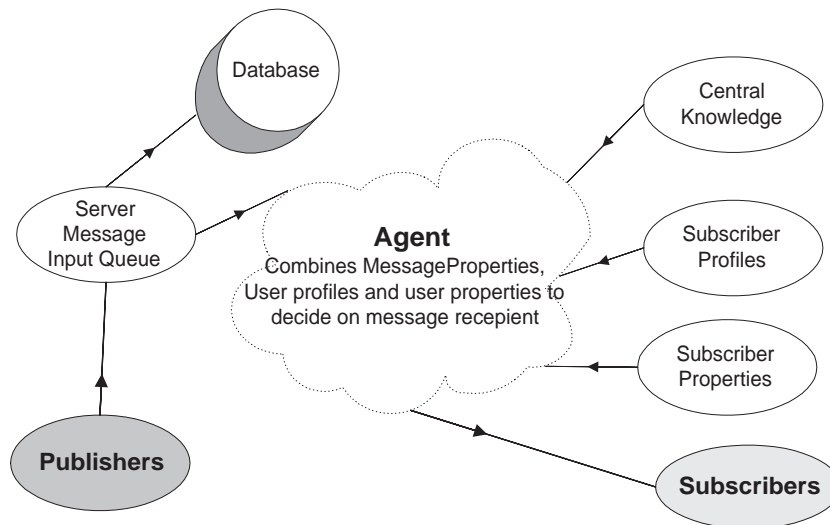 Database
Central
Knowledge
Server
Message
Input Queue
Agent
Combines MessageProperties,
User profiles and user properties to
decide on message recepient
Subscriber
Profiles
Subscriber
Properties
Publishers
Subscribers